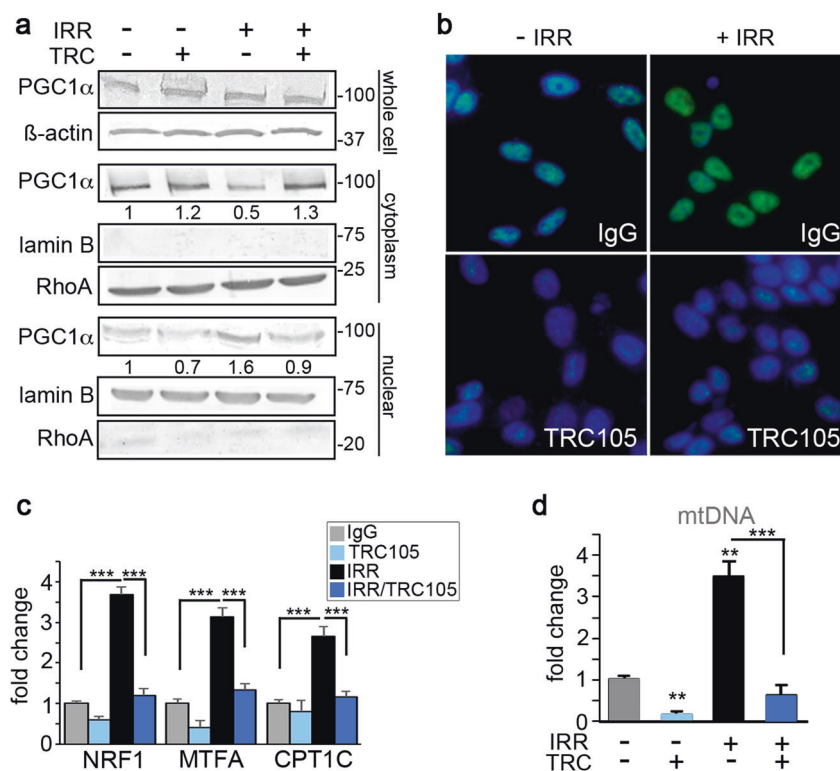 a
IRR - - + +
TRC - + - +
PGC1α -100
ß-actin -37
whole cell
PGC1α -100
1 1.2 0.5 1.3
lamin B -75
RhoA -25
cytoplasm
PGC1α -100
1 0.7 1.6 0.9
lamin B -75
RhoA -20
nuclear
b
- IRR + IRR
IgG IgG
TRC105 TRC105
c
IgG
TRC105
IRR
IRR/TRC105
fold change
4
3
2
1
0
*** *** *** *** *** ***
NRF1 MTFA CPT1C
d
mtDNA
fold change
4
3
2
1
0
** ** ***
IRR - - + +
TRC - + - +